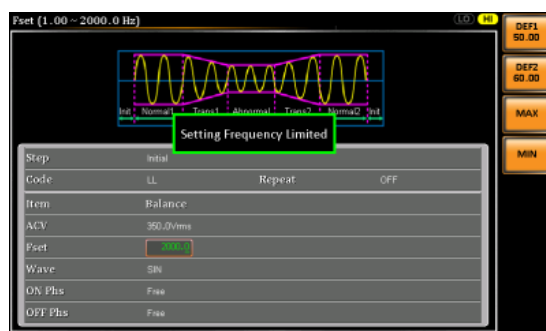 Fset (1.00 ~ 2000.0 Hz)
LO HI
DEF1
50.00
DEF2
60.00
MAX
MIN
Init Normal1 Trans1 Abnormal Trans2 Normal2 Init
Setting Frequency Limited
Step Initial
Code LL Repeat OFF
Item Balance
ACV 350.0Vrms
Fset 2000.0
Wave SIN
ON Phs Free
OFF Phs Free